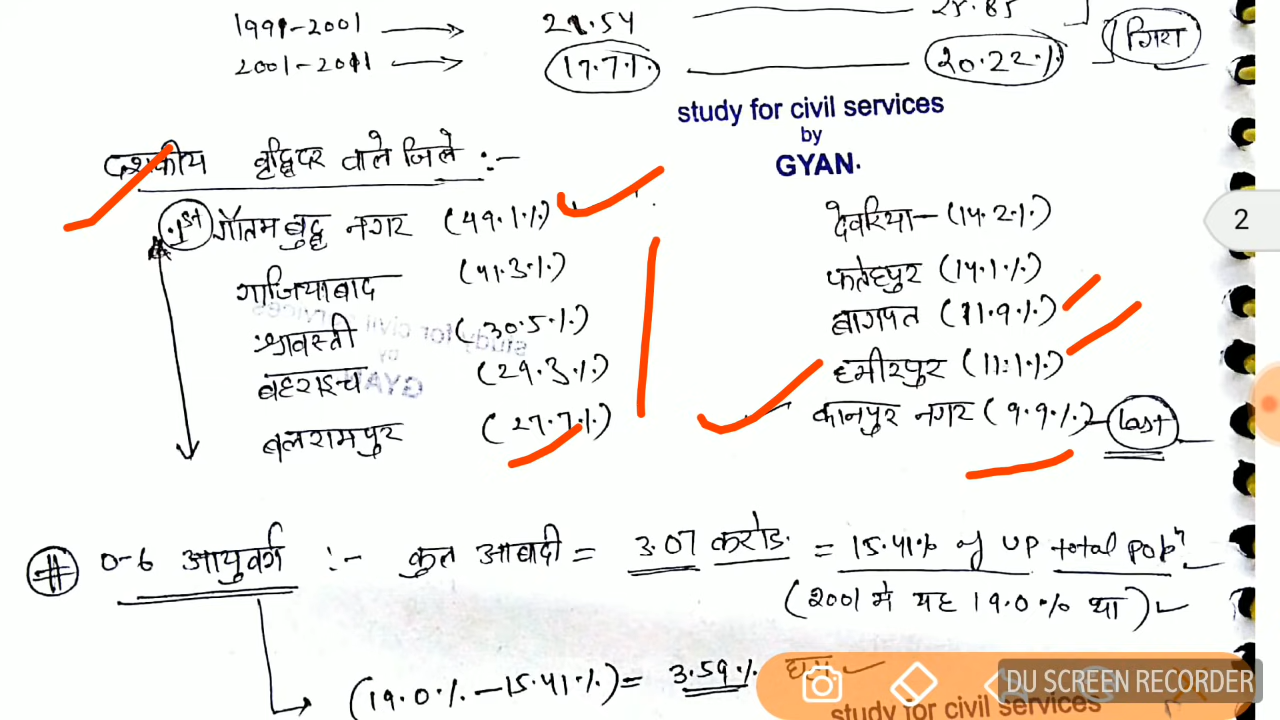 1991-2001 → 21.54 — 25.85
2001-2011 → 17.7% — 20.22% गिरा
study for civil services
by
GYAN.
दशकीय वृद्धिदर वाले जिले :-
1st गौतम बुद्ध नगर (49.1%) देवरिया - (14.2%)
गाजियाबाद (41.3%) फतेहपुर (14.1%)
श्रावस्ती (30.5%) बागपत (11.9%)
बहराइच (29.3%) हमीरपुर (11.1%)
बलरामपुर (27.7%) कानपुर नगर (9.9%) - last
2
# 0-6 आयुवर्ग :- कुल आबादी = 3.07 करोड़ = 15.41% of UP total popn
(2001 मे यह 19.0% था)
(19.0% - 15.41%) = 3.59%
DU SCREEN RECORDER
study for civil services